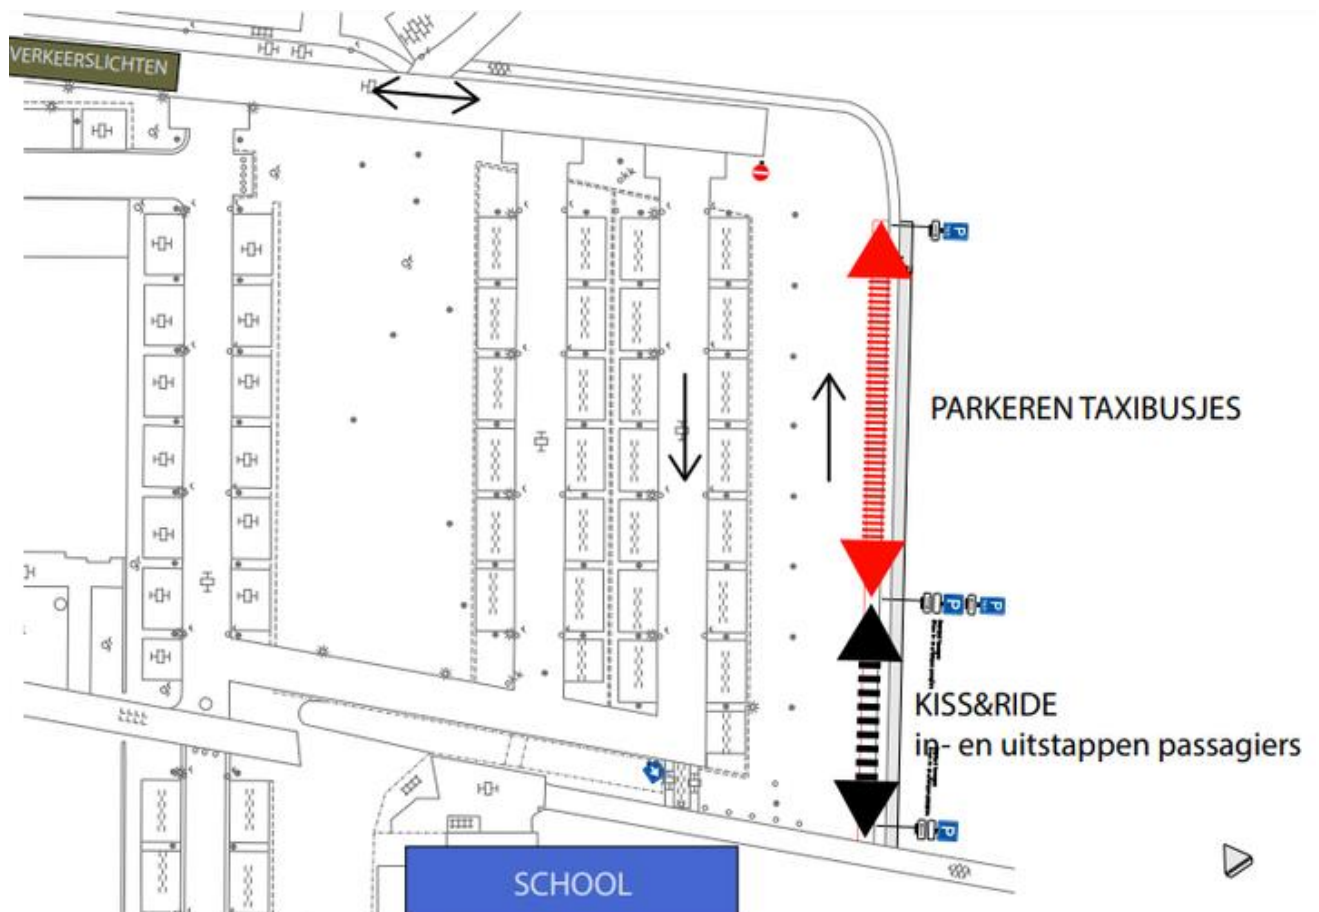 VERKEERSLICHTEN
P
PARKEREN TAXIBUSJES
P
P
KISS&RIDE
in- en uitstappen passagiers
P
SCHOOL